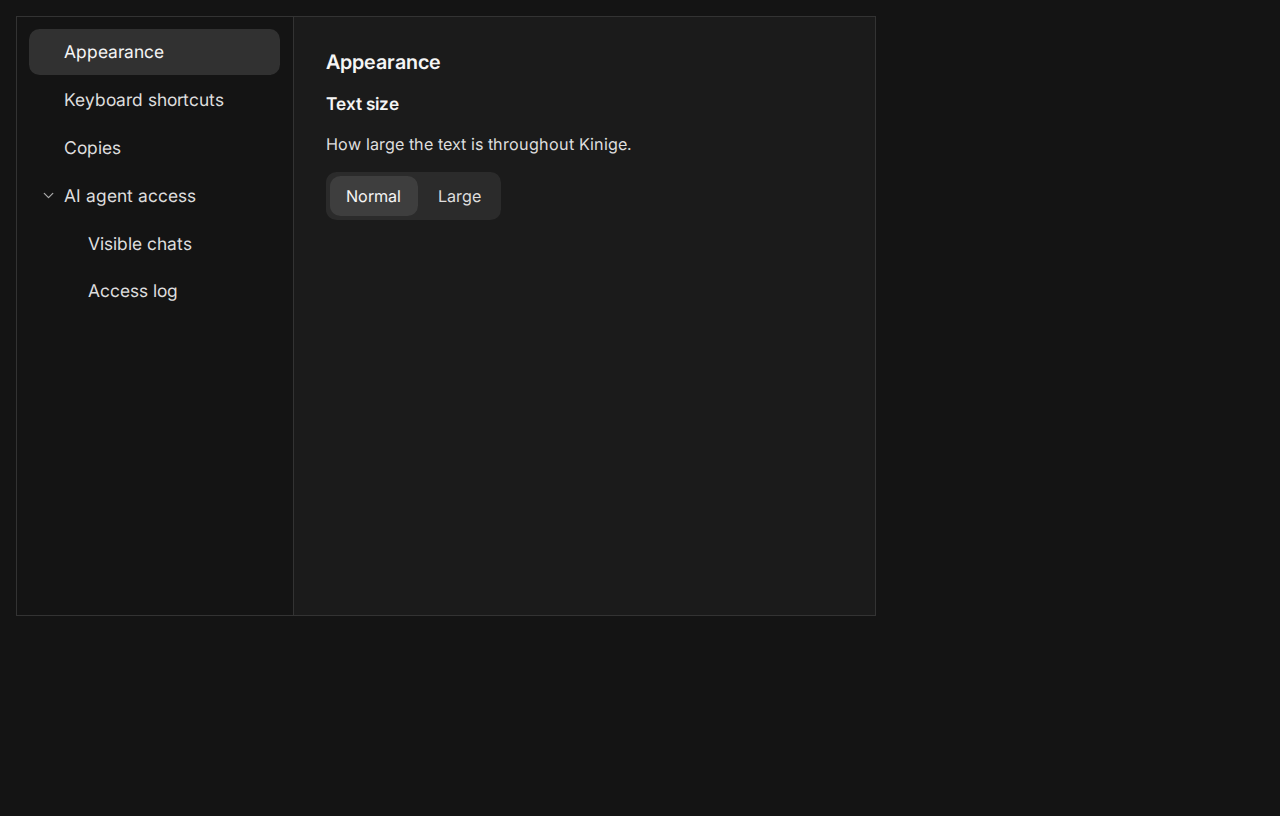 Appearance
Keyboard shortcuts
Copies
AI agent access
Visible chats
Access log
Appearance
Text size
How large the text is throughout Kinige.
Normal Large